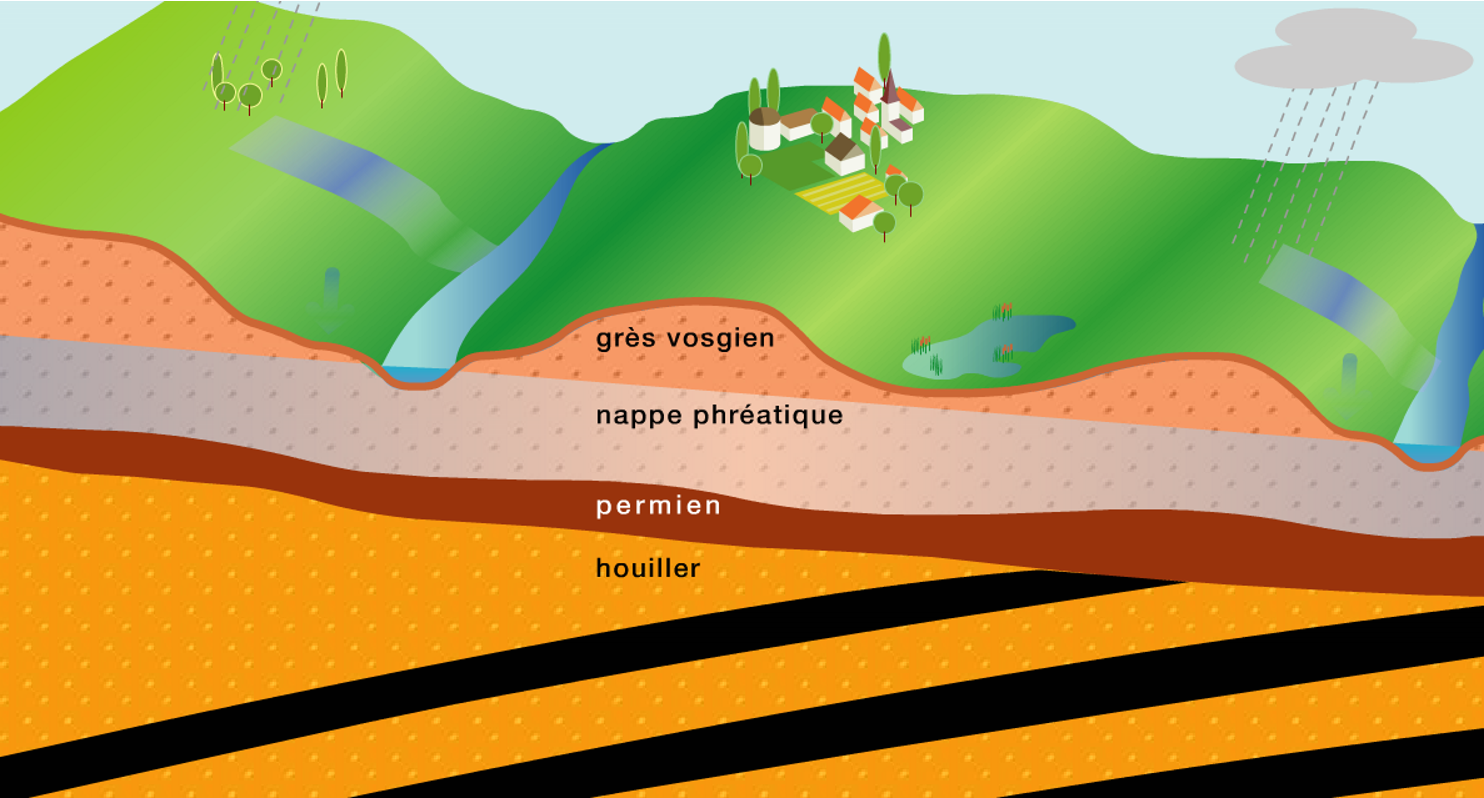 grès vosgien
nappe phréatique
permien
houiller